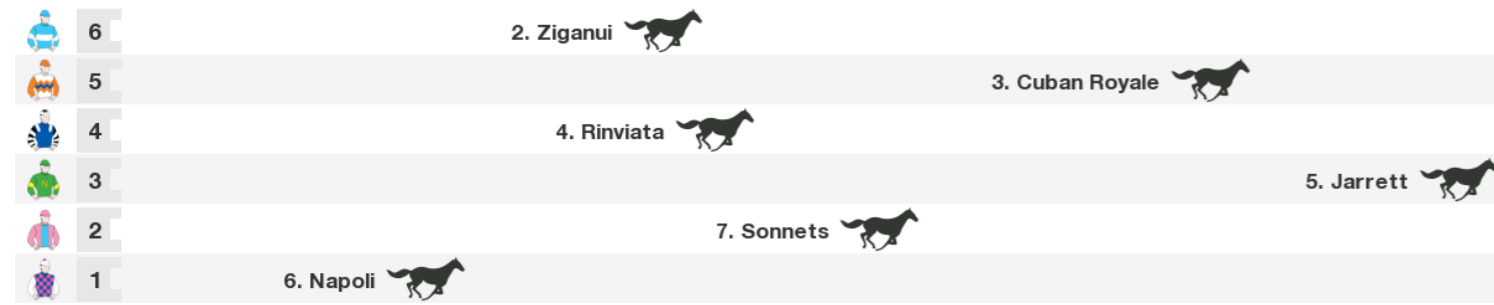 6 2. Ziganui
5 3. Cuban Royale
4 4. Rinviata
N
3 5. Jarrett
2 7. Sonnets
1 6. Napoli